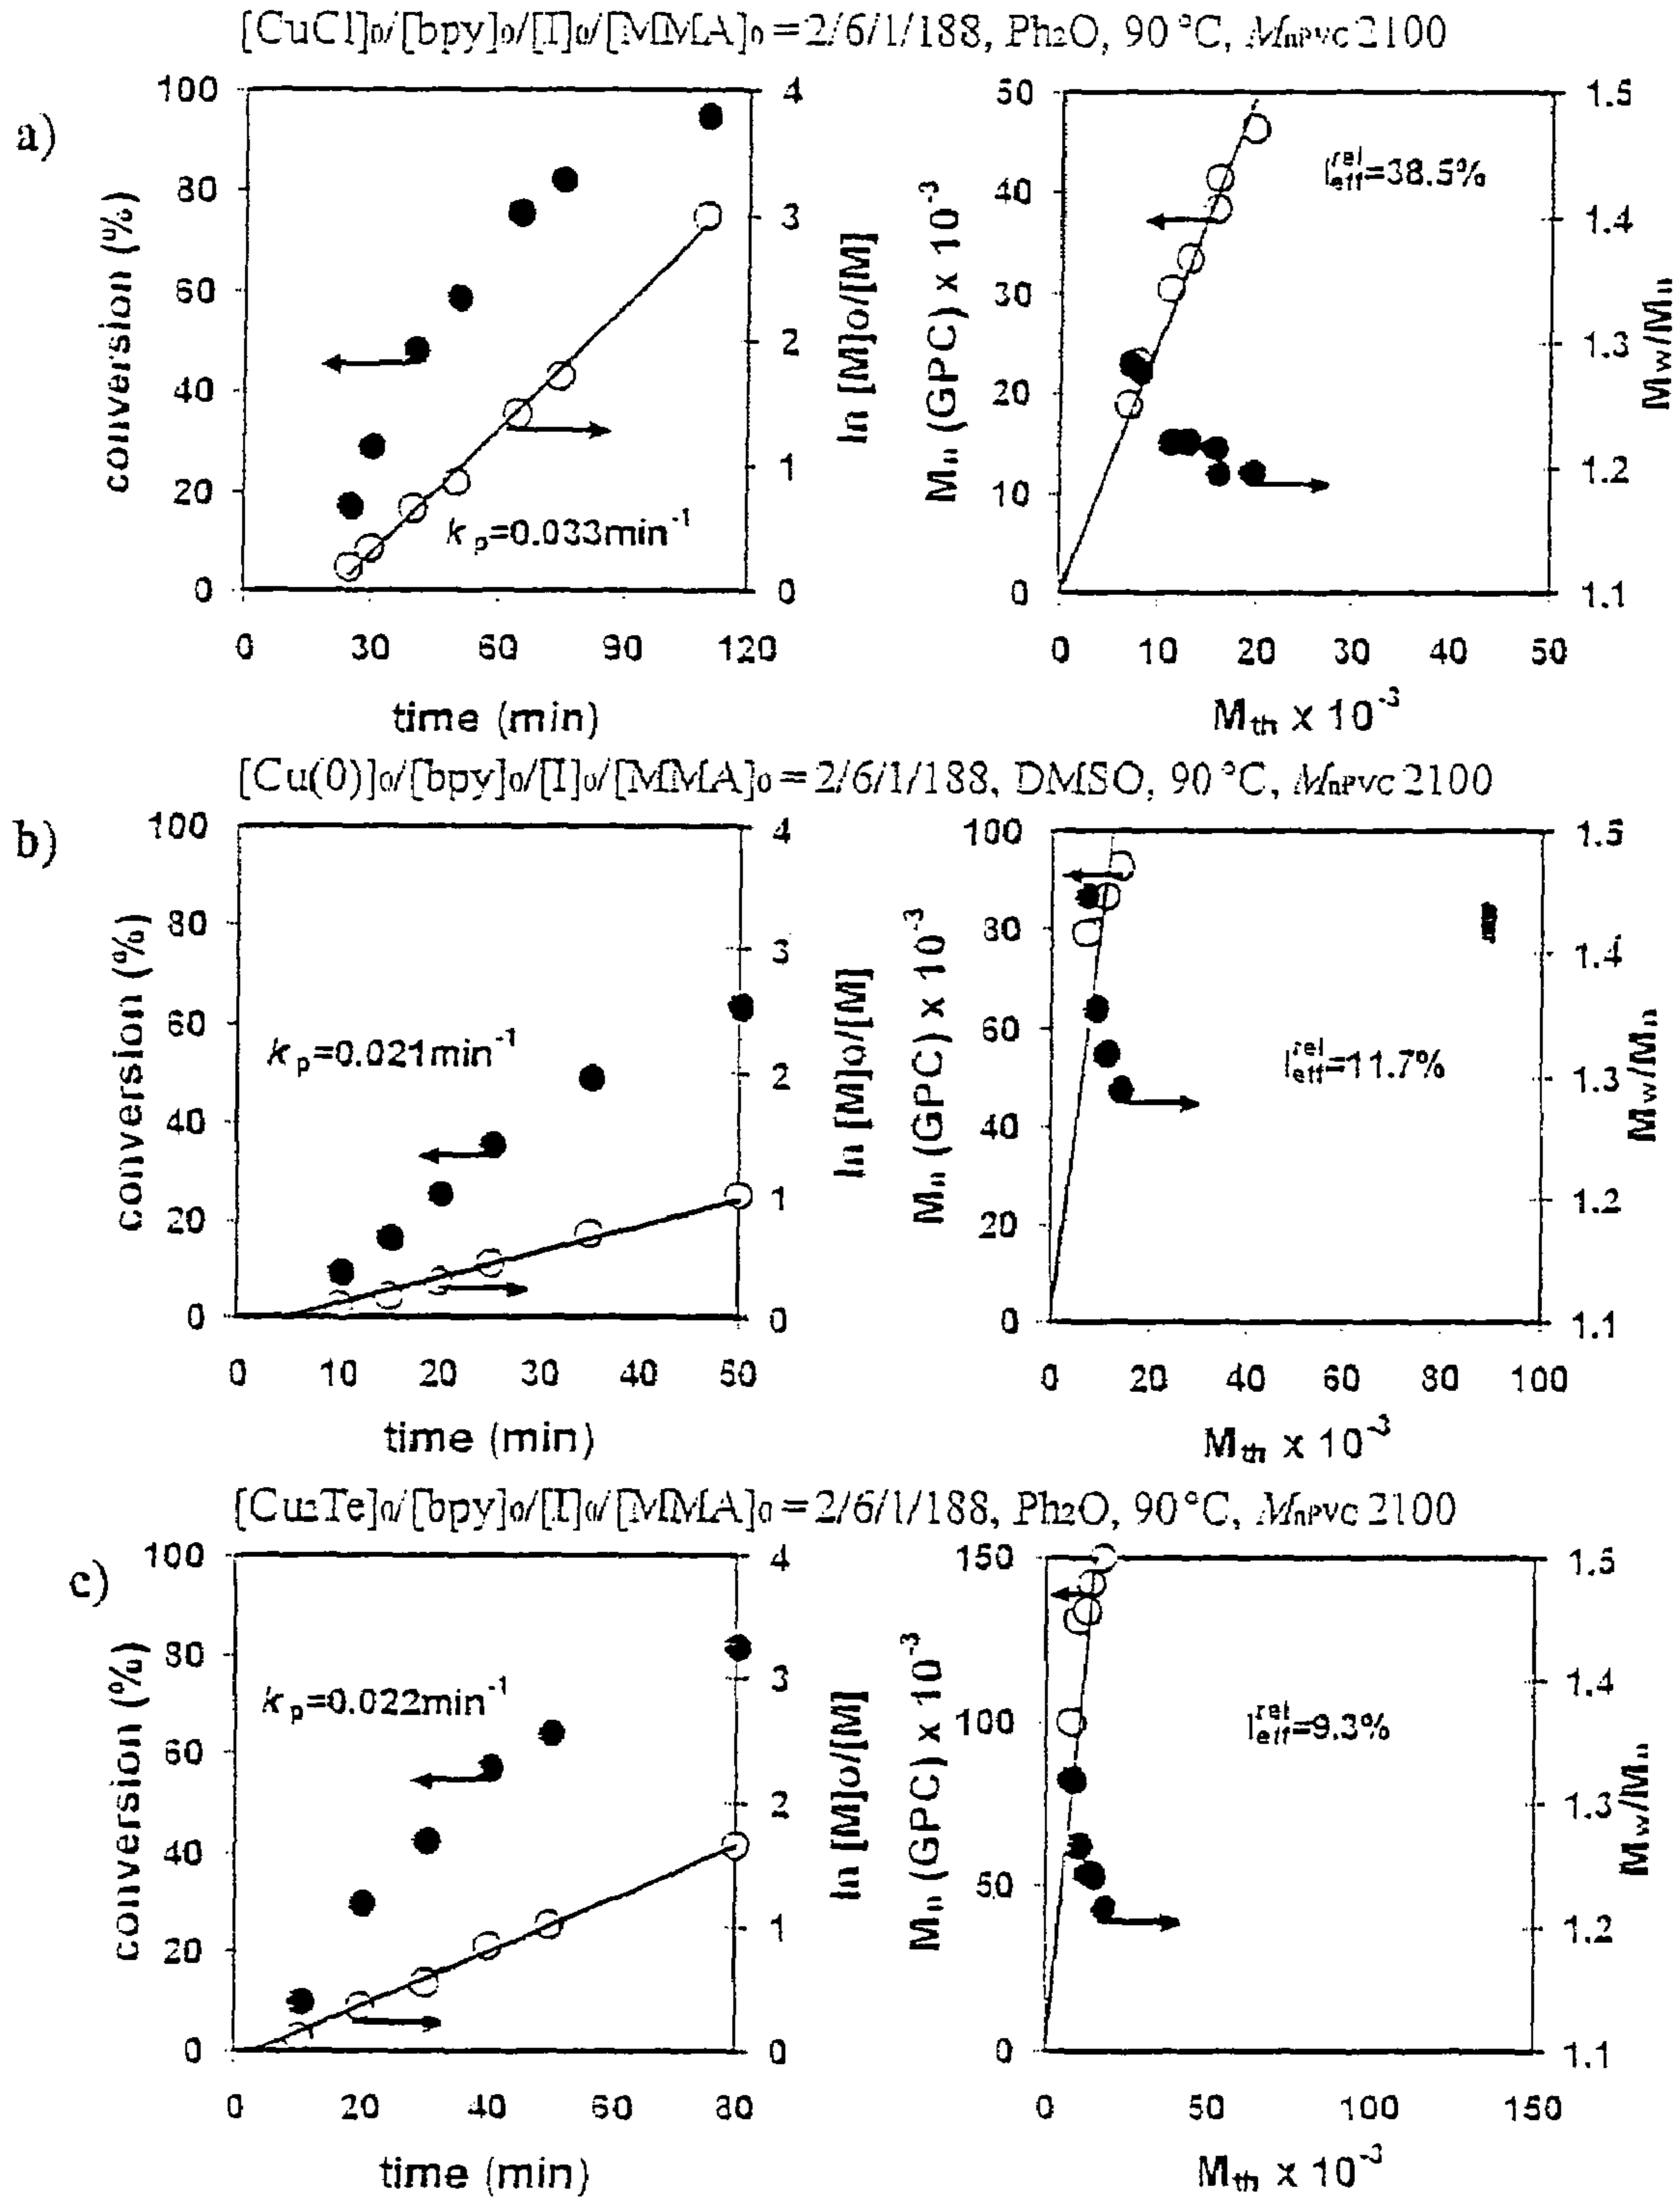 [CuCl]₀/[bpy]₀/[I]₀/[MMA]₀ = 2/6/1/188, Ph₂O, 90 °C, MnPVC 2100
a)
100
80
60
40
20
0
conversion (%)
4
3
2
1
0
ln [M]o/[M]
k p=0.033min⁻¹
0 30 60 90 120
time (min)
50
40
30
20
10
0
Mn (GPC) x 10⁻³
1.5
1.4
1.3
1.2
1.1
Mw/Mn
I rel eff=38.5%
0 10 20 30 40 50
Mth x 10⁻³
[Cu(0)]₀/[bpy]₀/[I]₀/[MMA]₀ = 2/6/1/188, DMSO, 90 °C, MnPVC 2100
b)
100
80
60
40
20
0
conversion (%)
4
3
2
1
0
ln [M]o/[M]
k p=0.021min⁻¹
0 10 20 30 40 50
time (min)
100
80
60
40
20
0
Mn (GPC) x 10⁻³
1.5
1.4
1.3
1.2
1.1
Mw/Mn
I rel eff=11.7%
0 20 40 60 80 100
Mth x 10⁻³
[Cu₂Te]₀/[bpy]₀/[I]₀/[MMA]₀ = 2/6/1/188, Ph₂O, 90 °C, MnPVC 2100
c)
100
80
60
40
20
0
conversion (%)
4
3
2
1
0
ln [M]o/[M]
k p=0.022min⁻¹
0 20 40 60 80
time (min)
150
100
50
0
Mn (GPC) x 10⁻³
1.5
1.4
1.3
1.2
1.1
Mw/Mn
I rel eff=9.3%
0 50 100 150
Mth x 10⁻³